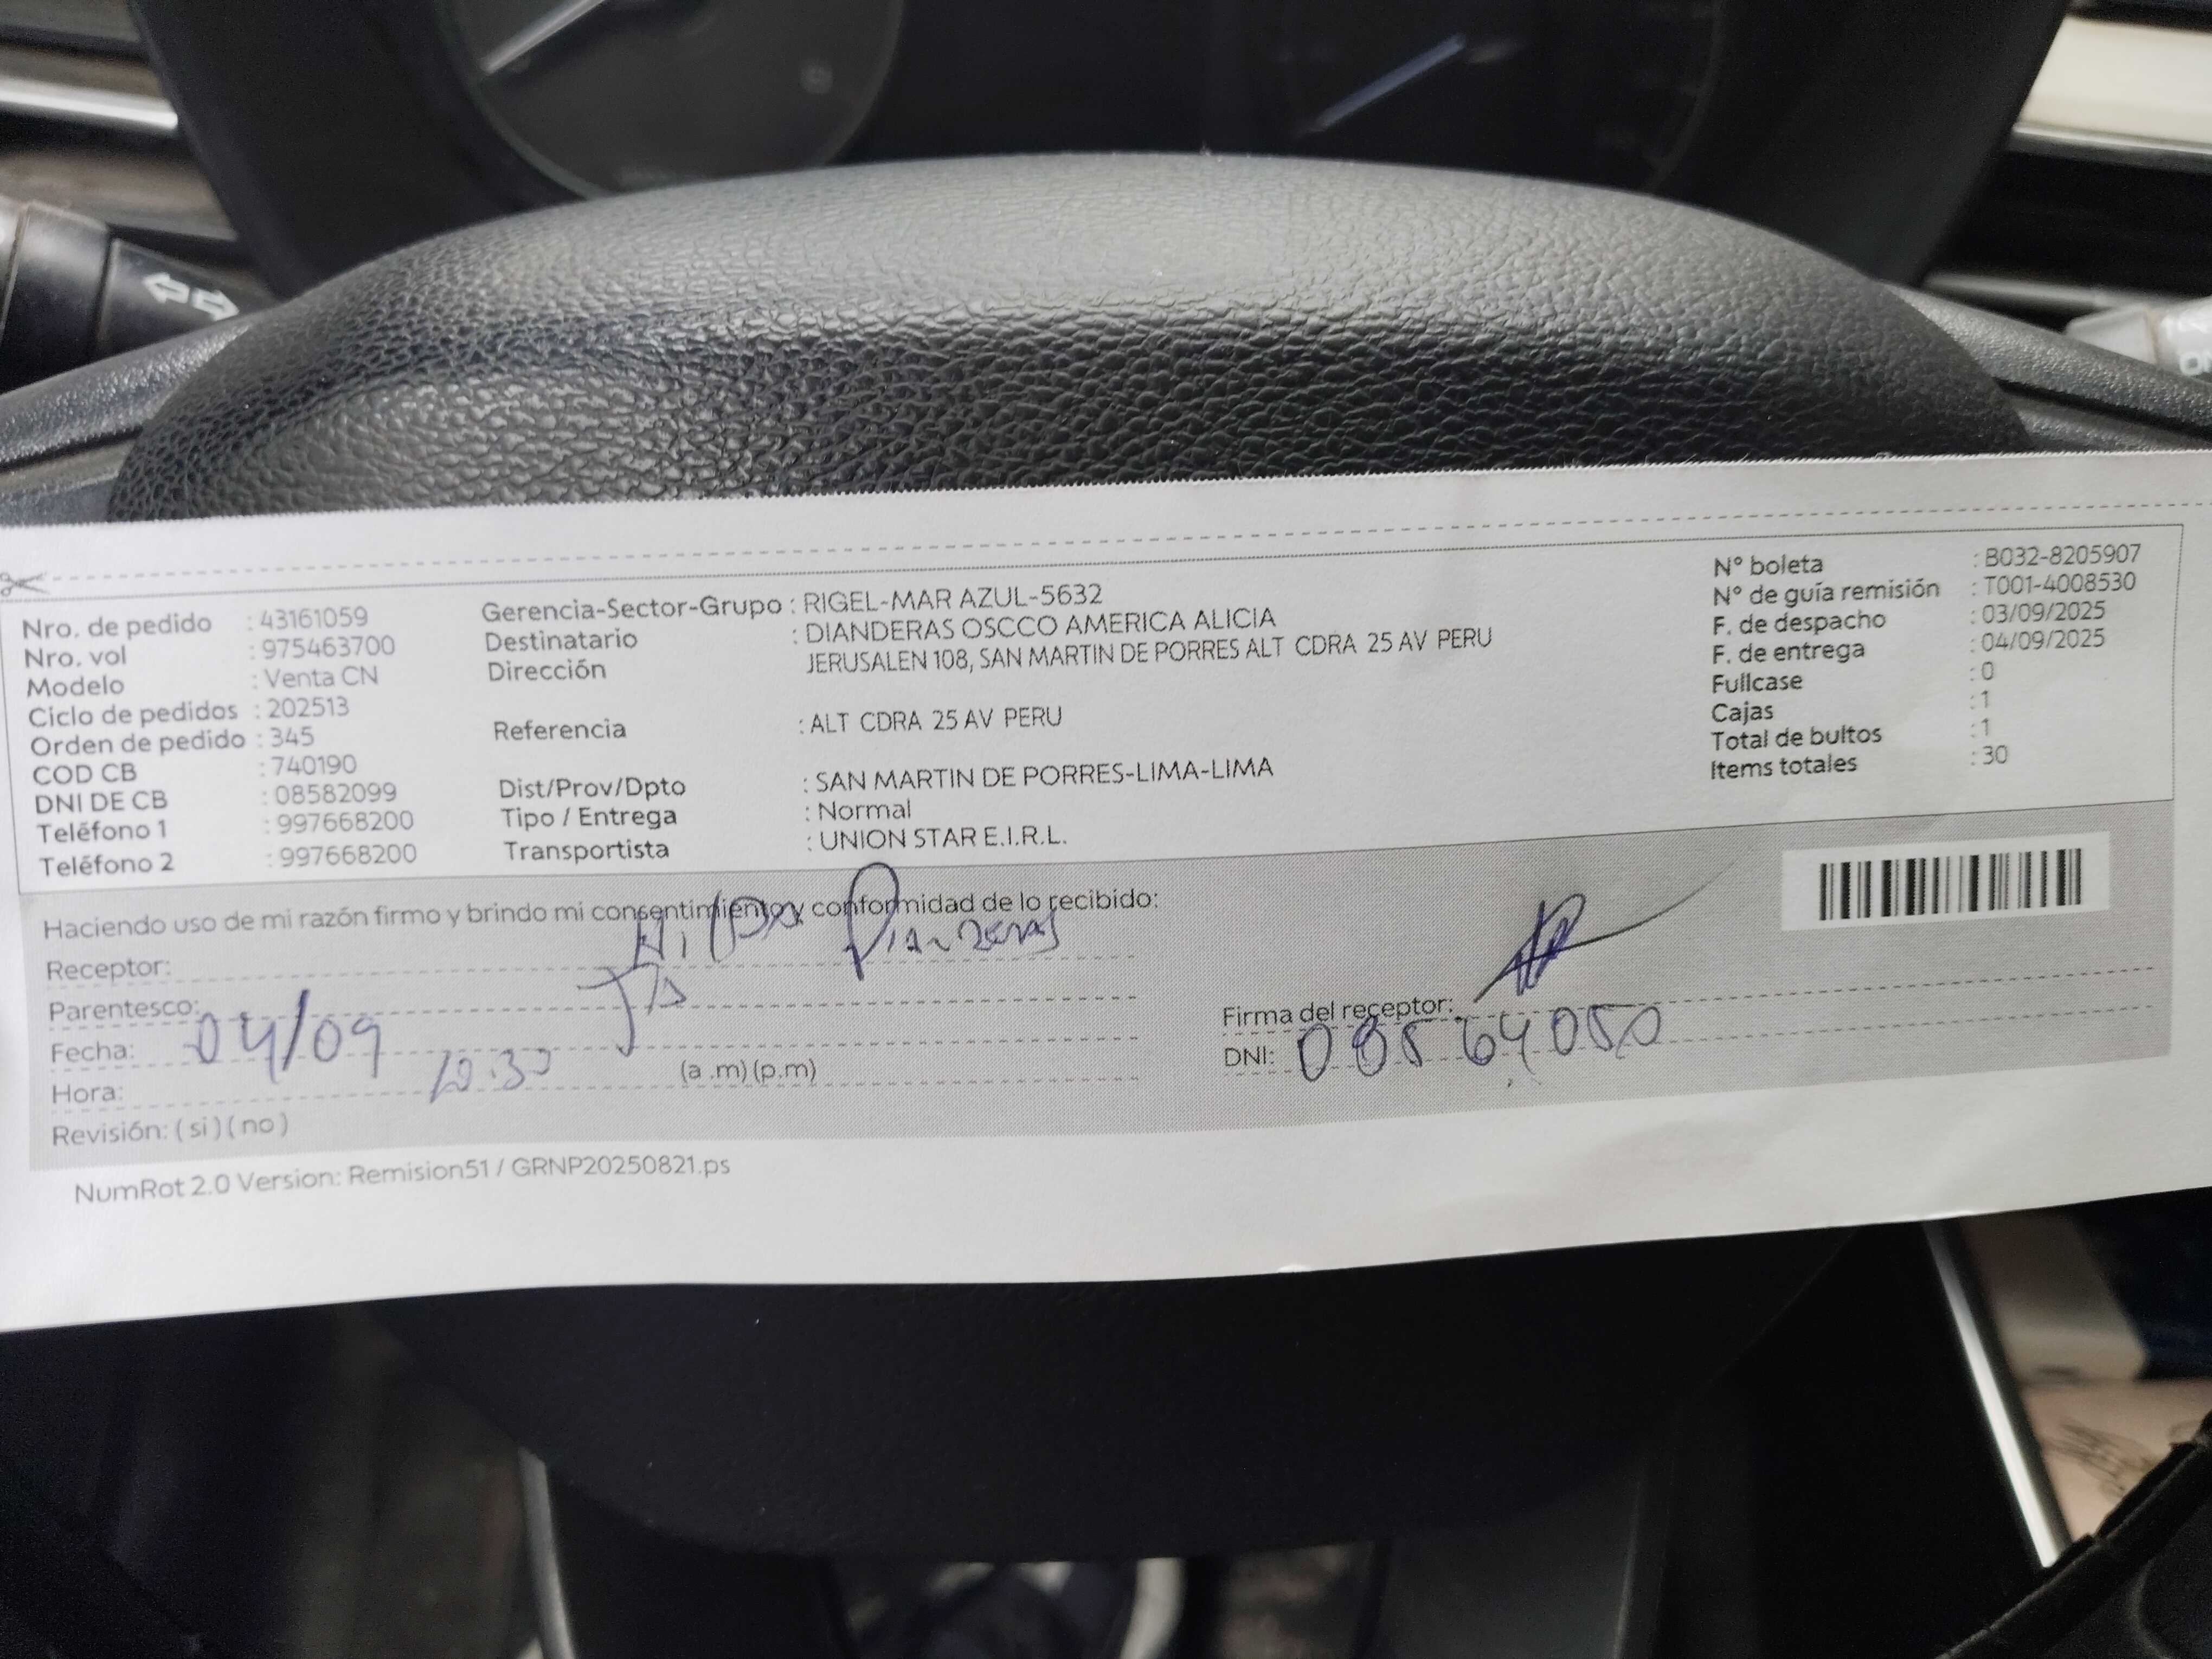 Nro. de pedido : 43161059
Nro. vol : 975463700
Modelo : Venta CN
Ciclo de pedidos : 202513
Orden de pedido : 345
COD CB : 740190
DNI DE CB : 08582099
Teléfono 1 : 997668200
Teléfono 2 : 997668200
Gerencia-Sector-Grupo : RIGEL-MAR AZUL-5632
Destinatario : DIANDERAS OSCCO AMERICA ALICIA
Dirección JERUSALEN 108, SAN MARTIN DE PORRES ALT CDRA 25 AV PERU
Referencia : ALT CDRA 25 AV PERU
Dist/Prov/Dpto : SAN MARTIN DE PORRES-LIMA-LIMA
Tipo / Entrega : Normal
Transportista : UNION STAR E.I.R.L.
N° boleta : B032-8205907
N° de guía remisión : T001-4008530
F. de despacho : 03/09/2025
F. de entrega : 04/09/2025
Fullcase : 0
Cajas : 1
Total de bultos : 1
Items totales : 30
Haciendo uso de mi razón firmo y brindo mi consentimiento y conformidad de lo recibido:
Receptor: Hilda Dianderas
Parentesco:
Fecha: 04/09
Hora: 10:30 (a .m) (p.m)
Revisión: ( si ) ( no )
Firma del receptor:
DNI:
NumRot 2.0 Version: Remision51 / GRNP20250821.ps